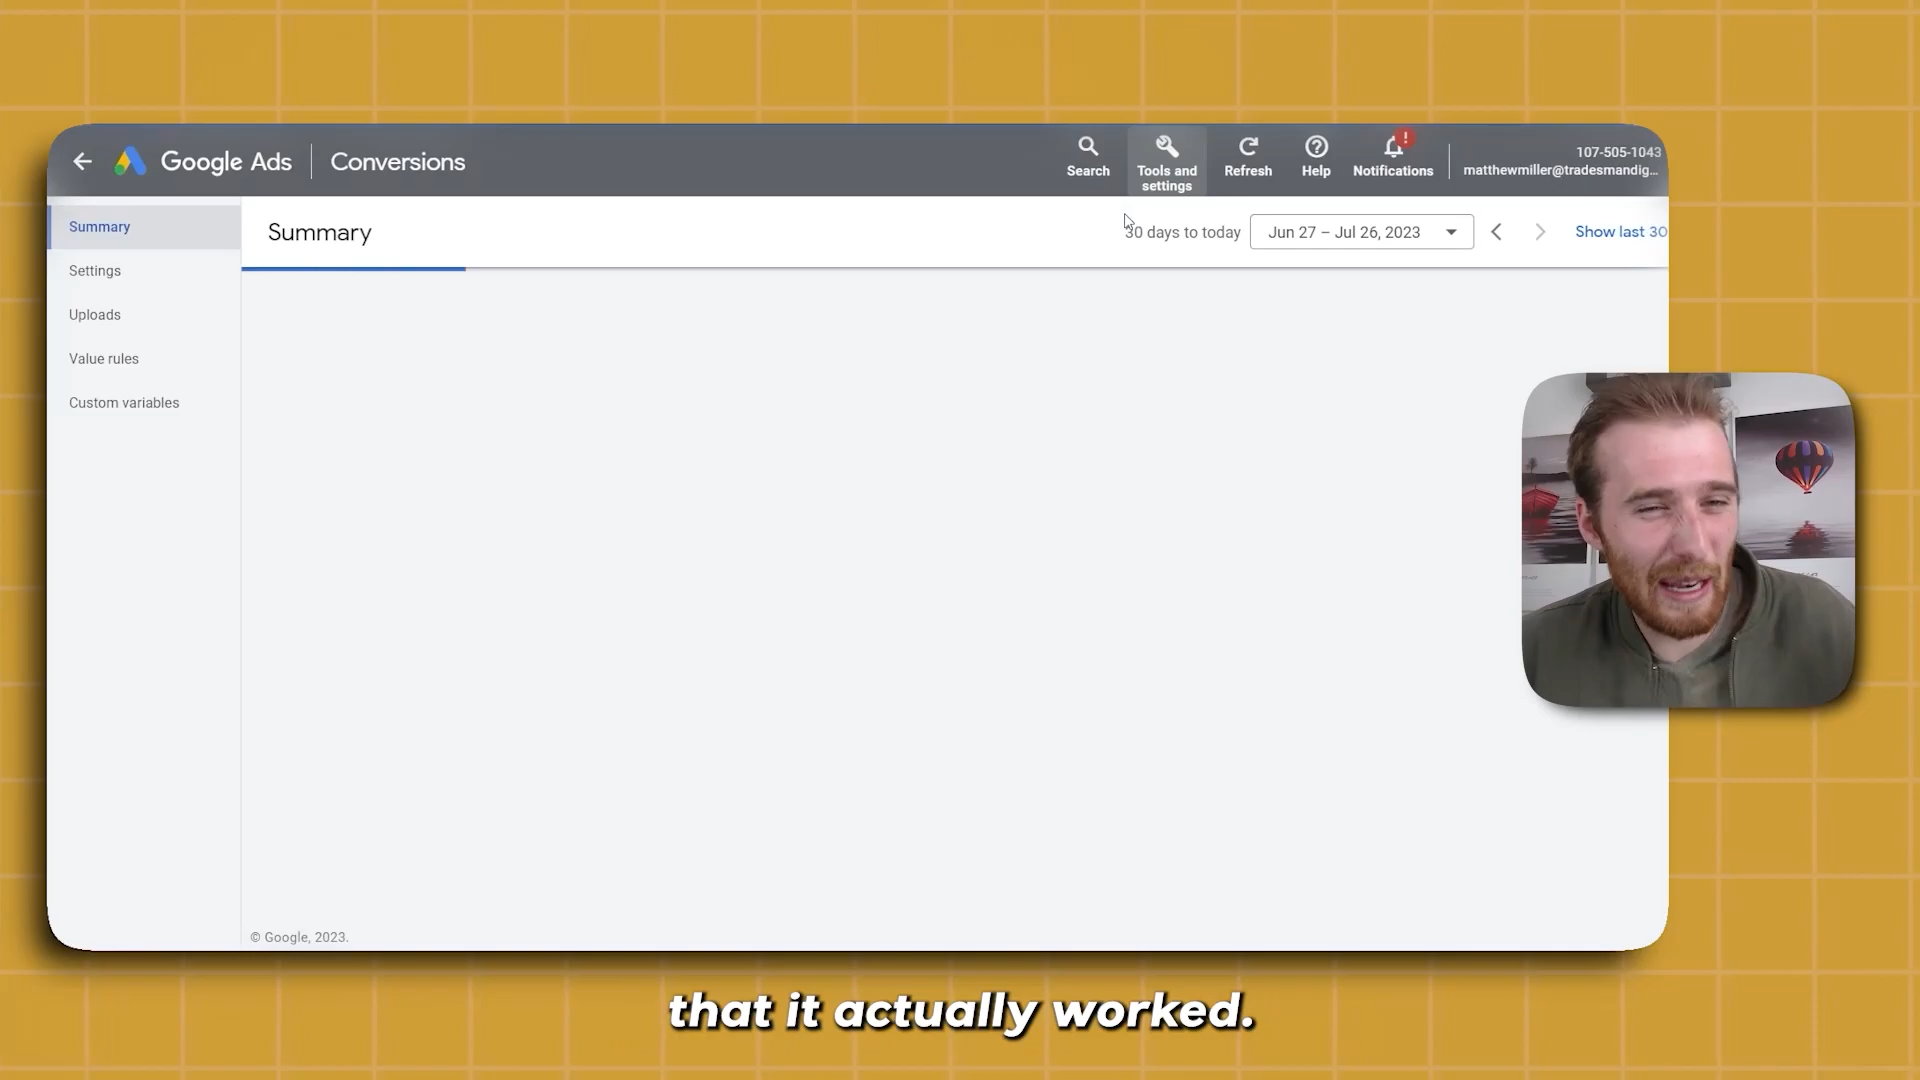 Google Ads
Conversions
Search
Tools and
settings
Refresh
Help
!
Notifications
107-505-1043
matthewmiller@tradesmandig...
Summary
Settings
Uploads
Value rules
Custom variables
Summary
30 days to today
Jun 27 – Jul 26, 2023
Show last 30
© Google, 2023.
that it actually worked.